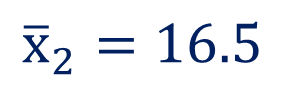 x̅₂ = 16.5